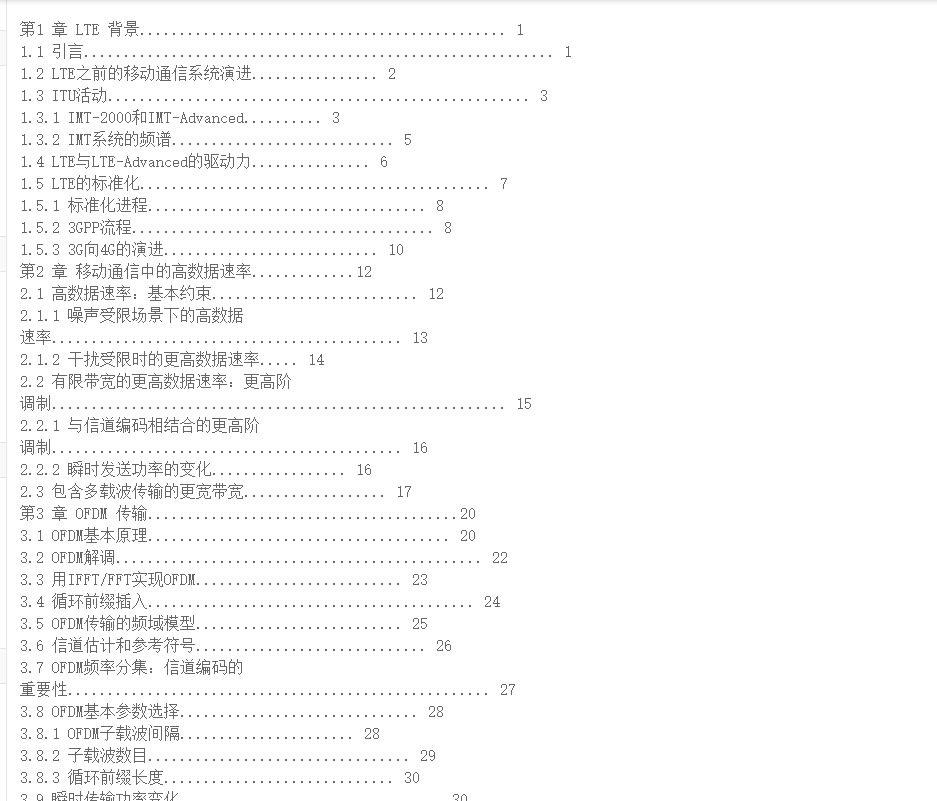 第1 章 LTE 背景.............................................. 1
1.1 引言........................................................... 1
1.2 LTE之前的移动通信系统演进................ 2
1.3 ITU活动..................................................... 3
1.3.1 IMT-2000和IMT-Advanced.......... 3
1.3.2 IMT系统的频谱............................ 5
1.4 LTE与LTE-Advanced的驱动力............... 6
1.5 LTE的标准化............................................ 7
1.5.1 标准化进程................................... 8
1.5.2 3GPP流程...................................... 8
1.5.3 3G向4G的演进........................... 10
第2 章 移动通信中的高数据速率.............12
2.1 高数据速率：基本约束.......................... 12
2.1.1 噪声受限场景下的高数据
速率............................................ 13
2.1.2 干扰受限时的更高数据速率..... 14
2.2 有限带宽的更高数据速率：更高阶
调制......................................................... 15
2.2.1 与信道编码相结合的更高阶
调制............................................ 16
2.2.2 瞬时发送功率的变化................. 16
2.3 包含多载波传输的更宽带宽.................. 17
第3 章 OFDM 传输.......................................20
3.1 OFDM基本原理...................................... 20
3.2 OFDM解调.............................................. 22
3.3 用IFFT/FFT实现OFDM.......................... 23
3.4 循环前缀插入......................................... 24
3.5 OFDM传输的频域模型.......................... 25
3.6 信道估计和参考符号............................. 26
3.7 OFDM频率分集：信道编码的
重要性..................................................... 27
3.8 OFDM基本参数选择.............................. 28
3.8.1 OFDM子载波间隔...................... 28
3.8.2 子载波数目................................. 29
3.8.3 循环前缀长度............................. 30
3.9 瞬时传输功率变化.................................. 30